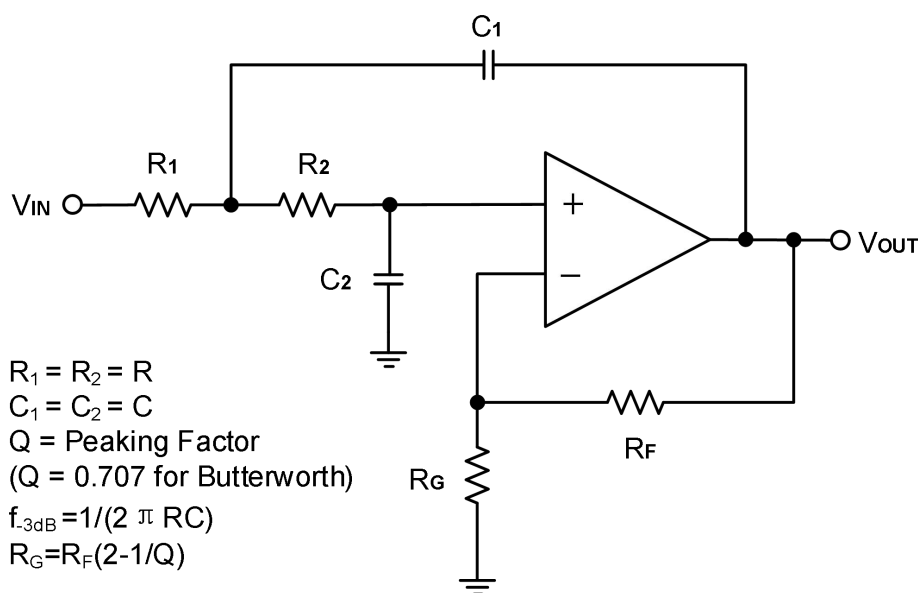 C1
R1
R2
VIN
+
C2
−
VOUT
R1 = R2 = R
C1 = C2 = C
Q = Peaking Factor
(Q = 0.707 for Butterworth)
f-3dB =1/(2 π RC)
RG=RF(2-1/Q)
RF
RG